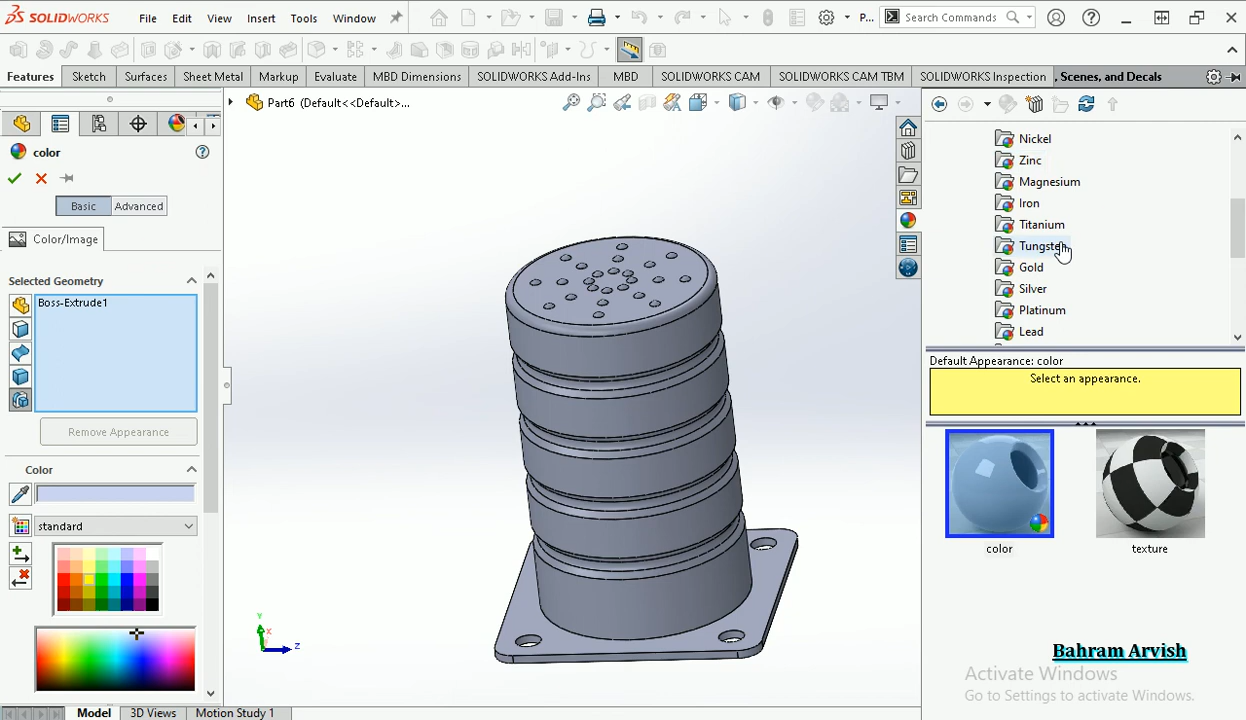 SOLIDWORKS File Edit View Insert Tools Window P... Search Commands
Features Sketch Surfaces Sheet Metal Markup Evaluate MBD Dimensions SOLIDWORKS Add-Ins MBD SOLIDWORKS CAM SOLIDWORKS CAM TBM SOLIDWORKS Inspection , Scenes, and Decals
Part6 (Default<<Default>...
color
Basic Advanced
Color/Image
Selected Geometry
Boss-Extrude1
Remove Appearance
Color
standard
Y
X
Z
Model 3D Views Motion Study 1
Nickel
Zinc
Magnesium
Iron
Titanium
Tungsten
Gold
Silver
Platinum
Lead
Default Appearance: color
Select an appearance.
color texture
Bahram Arvish
Activate Windows
Go to Settings to activate Windows.